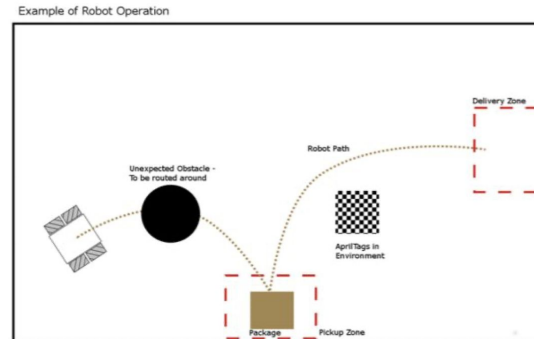 Example of Robot Operation
Delivery Zone
Robot Path
Unexpected Obstacle -
To be routed around
AprilTags in
Environment
Package
Pickup Zone